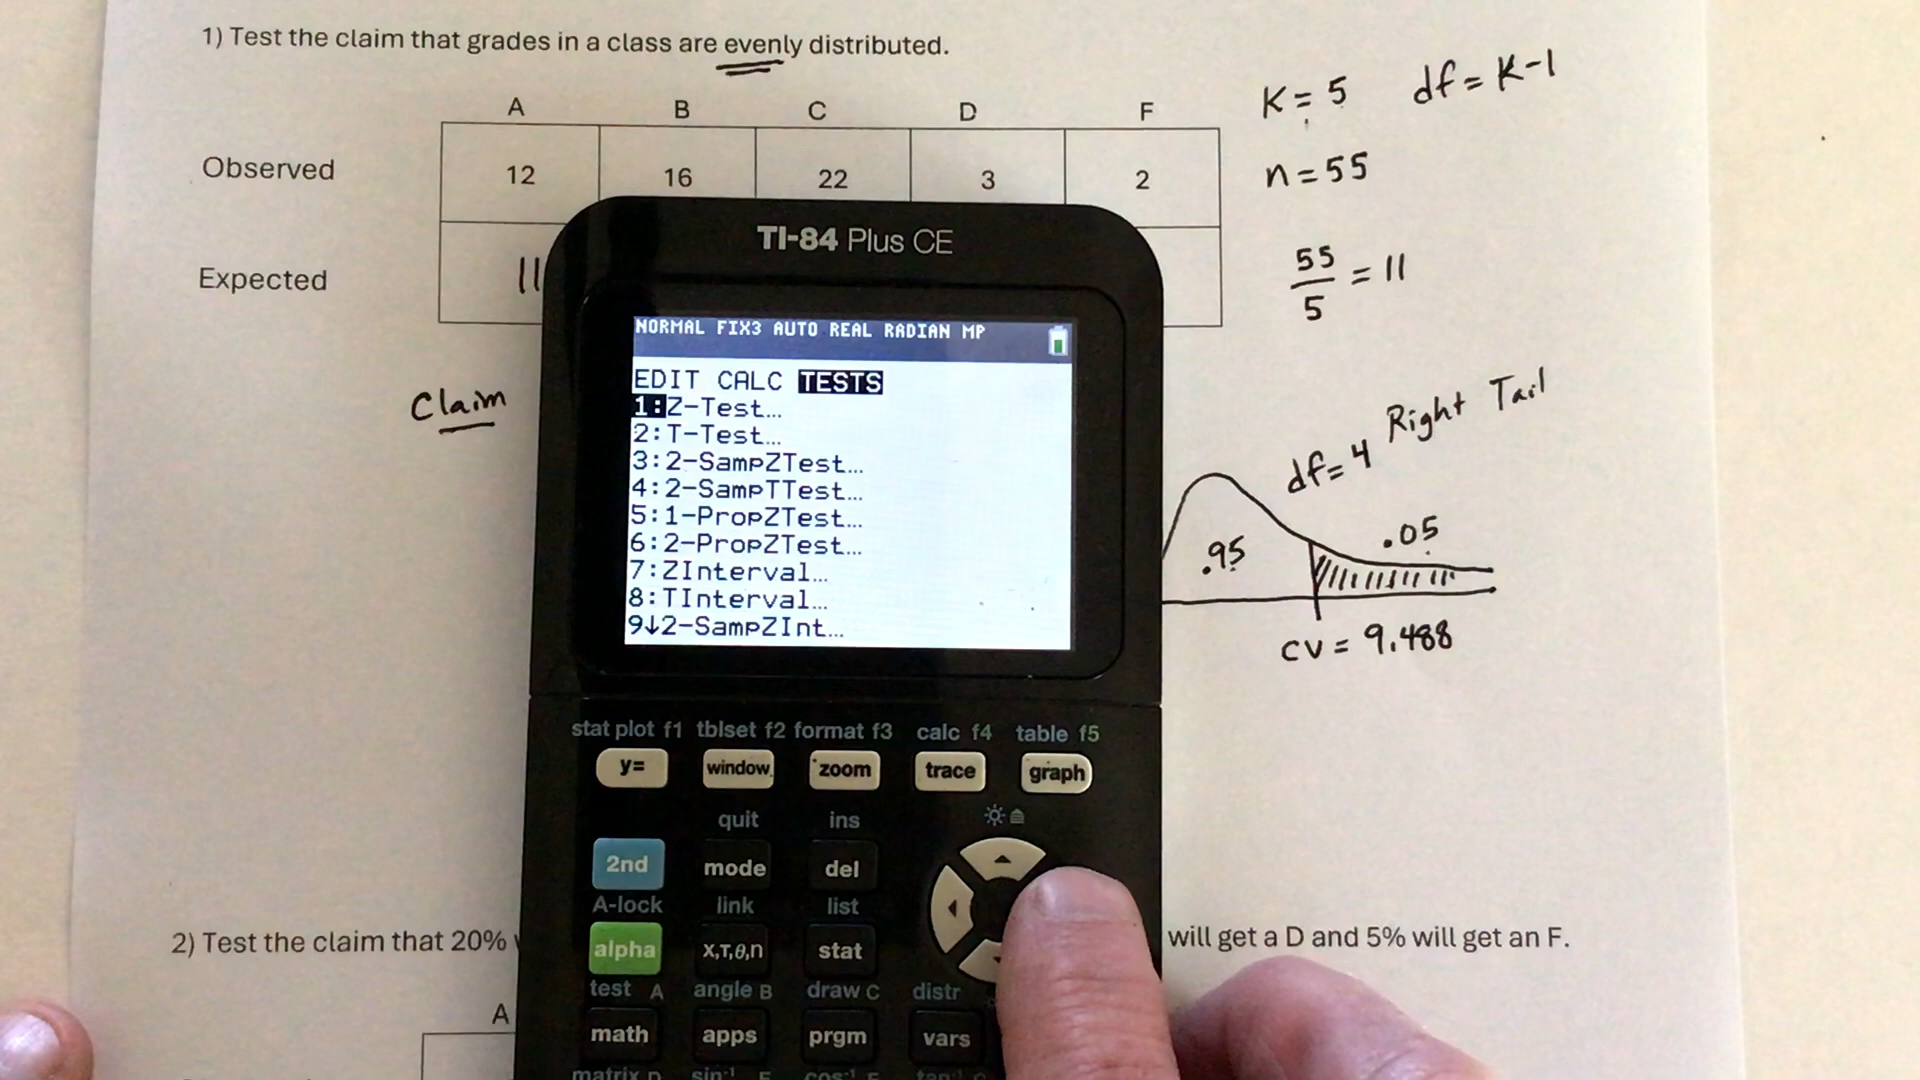 1) Test the claim that grades in a class are evenly distributed.
K = 5 df = K-1
A B C D F
Observed 12 16 22 3 2
n = 55
Expected 11
55
5
= 11
TI-84 Plus CE
NORMAL FIX3 AUTO REAL RADIAN MP
EDIT CALC TESTS
1:Z-Test…
2:T-Test…
3:2-SampZTest…
4:2-SampTTest…
5:1-PropZTest…
6:2-PropZTest…
7:ZInterval…
8:TInterval…
9↓2-SampZInt…
Claim
Right Tail
df = 4
.95 .05
CV = 9.488
stat plot f1 tblset f2 format f3 calc f4 table f5
y= window zoom trace graph
quit ins
2nd mode del
A-lock link list
alpha X,T,θ,n stat
2) Test the claim that 20% will get a D and 5% will get an F.
test A angle B draw C distr
A
math apps prgm vars